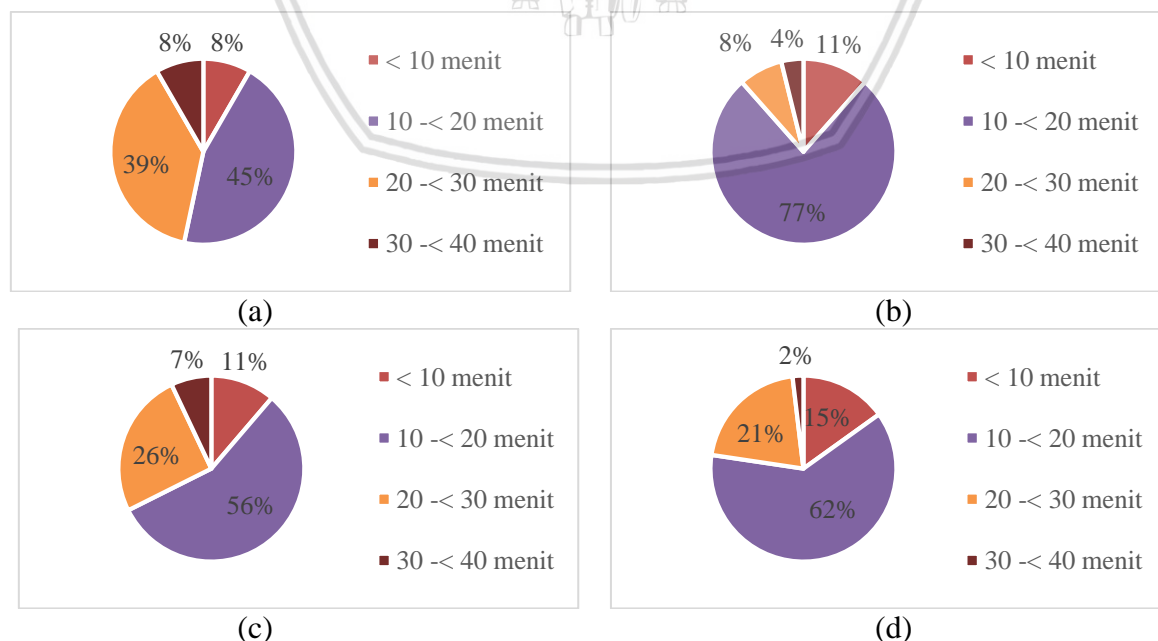 8% 8%
39%
45%
< 10 menit
10 -< 20 menit
20 -< 30 menit
30 -< 40 menit
(a)
8% 4% 11%
77%
< 10 menit
10 -< 20 menit
20 -< 30 menit
30 -< 40 menit
(b)
7% 11%
26%
56%
< 10 menit
10 -< 20 menit
20 -< 30 menit
30 -< 40 menit
(c)
2%
15%
21%
62%
< 10 menit
10 -< 20 menit
20 -< 30 menit
30 -< 40 menit
(d)